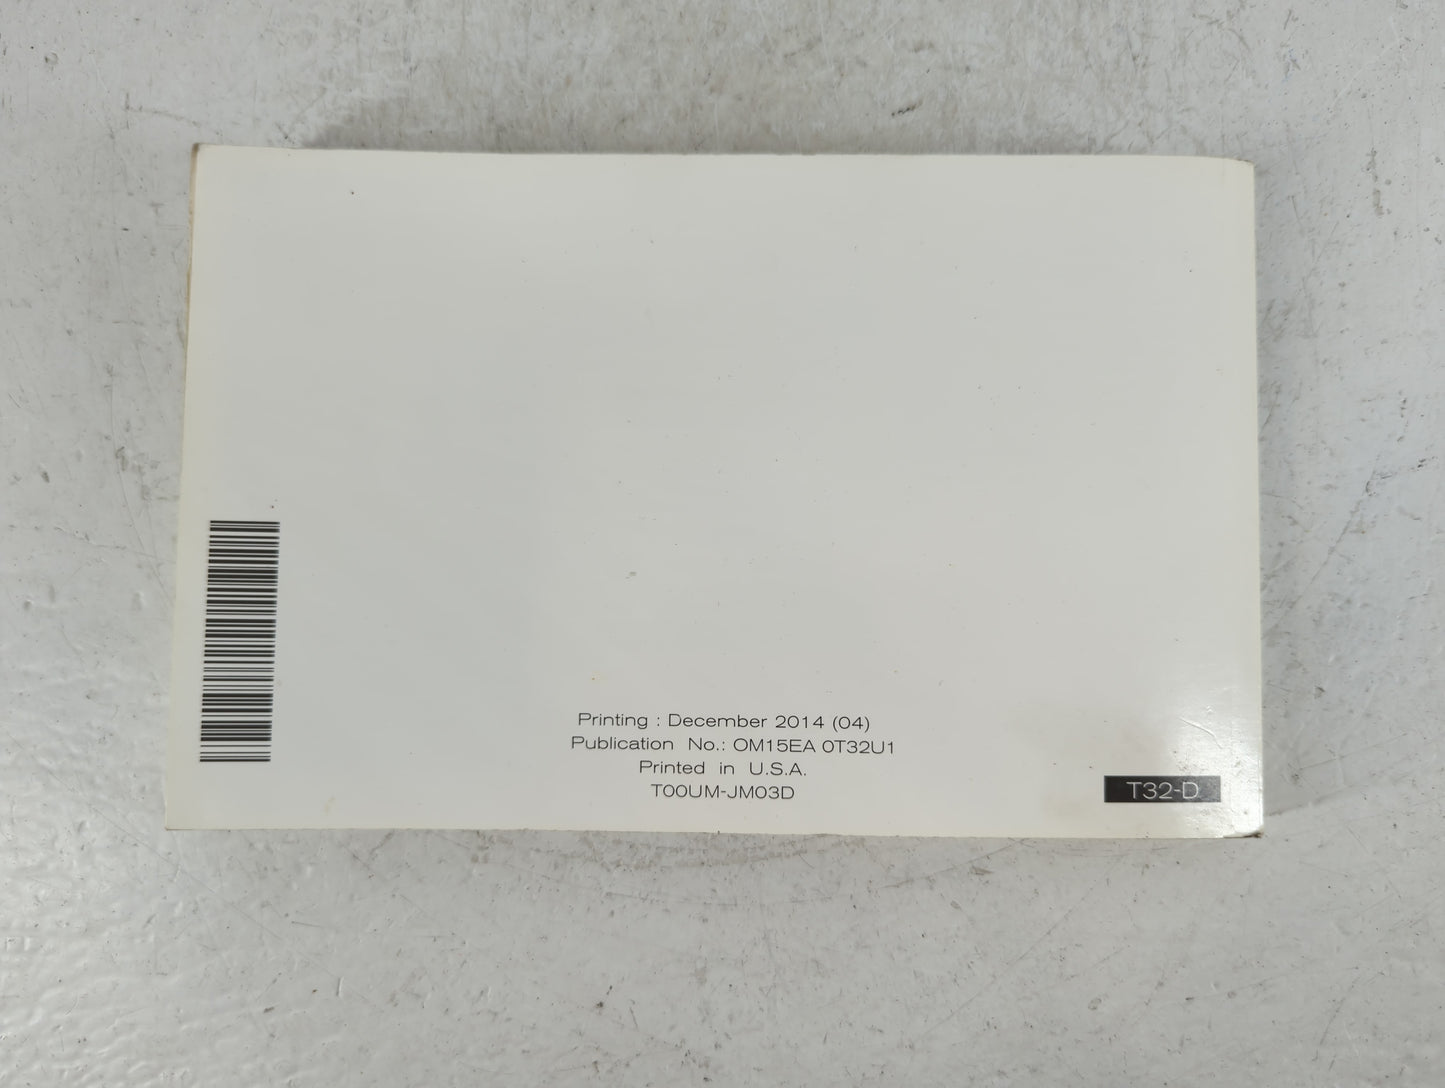 Printing : December 2014 (04)
Publication No.: OM15EA 0T32U1
Printed in U.S.A.
T00UM-JM03D
T32-D